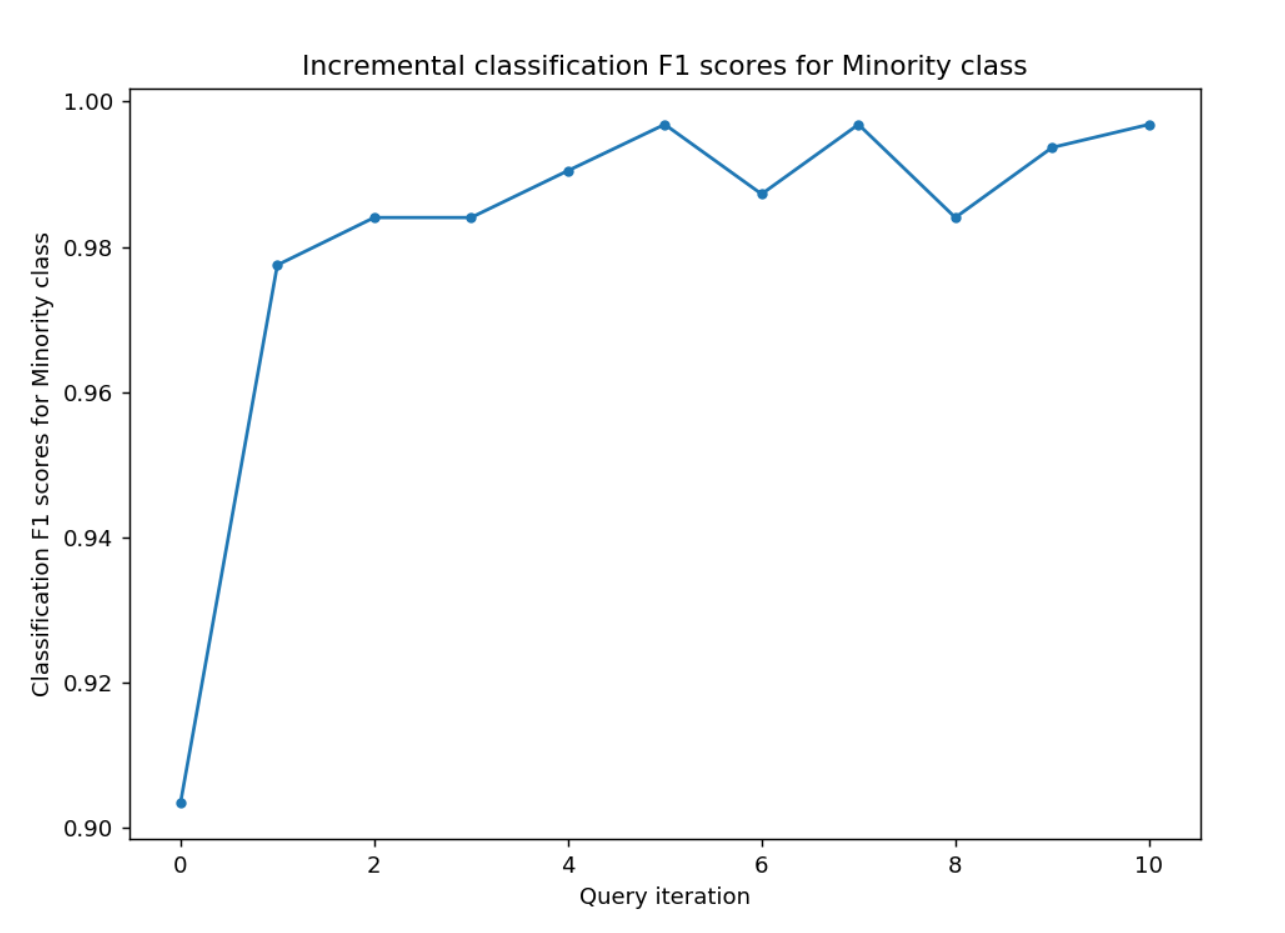 Incremental classification F1 scores for Minority class
Classification F1 scores for Minority class
1.00
0.98
0.96
0.94
0.92
0.90
0 2 4 6 8 10
Query iteration